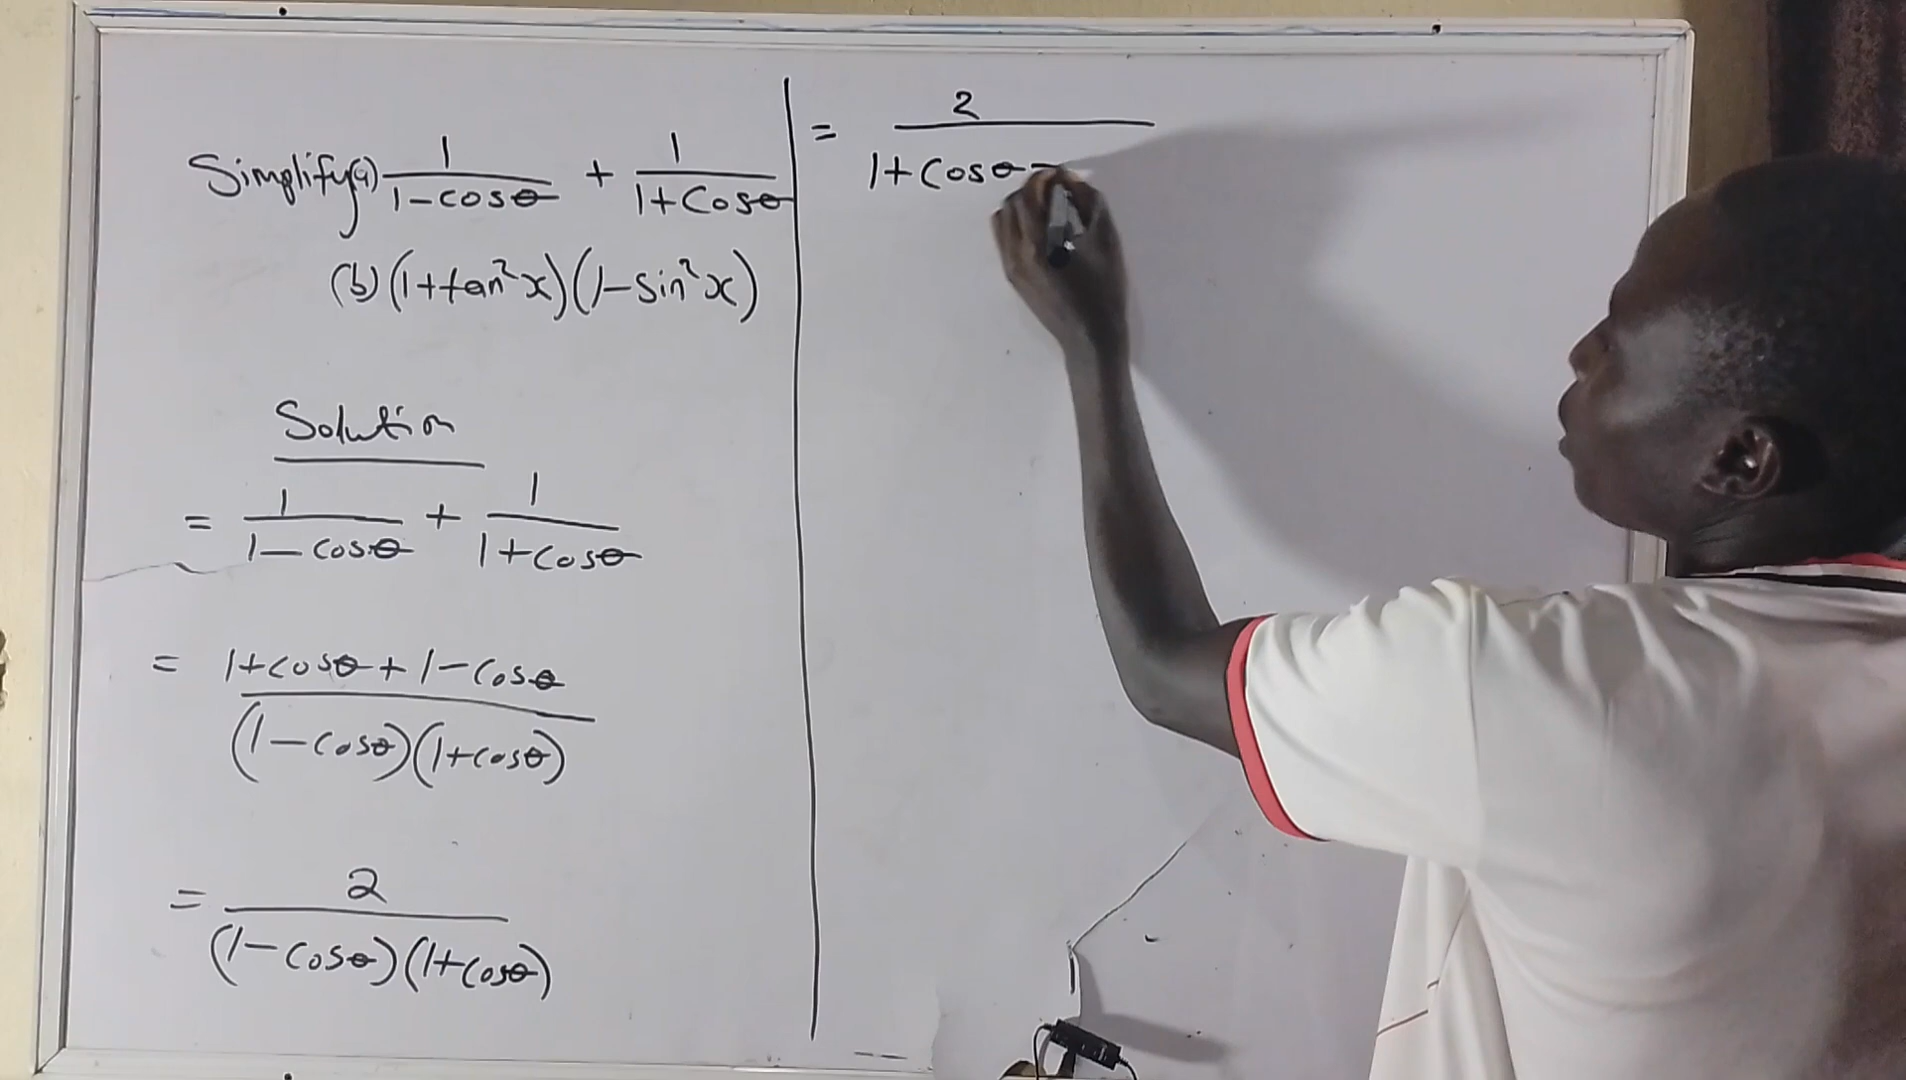 Simplify (a) 1/(1-cosθ) + 1/(1+Cosθ)
(b) (1+tan²x)(1-sin²x)
Solution
= 1/(1-cosθ) + 1/(1+cosθ)
= (1+cosθ+1-cosθ)/((1-cosθ)(1+cosθ))
= 2/((1-cosθ)(1+cosθ))
= 2/(1+cosθ-